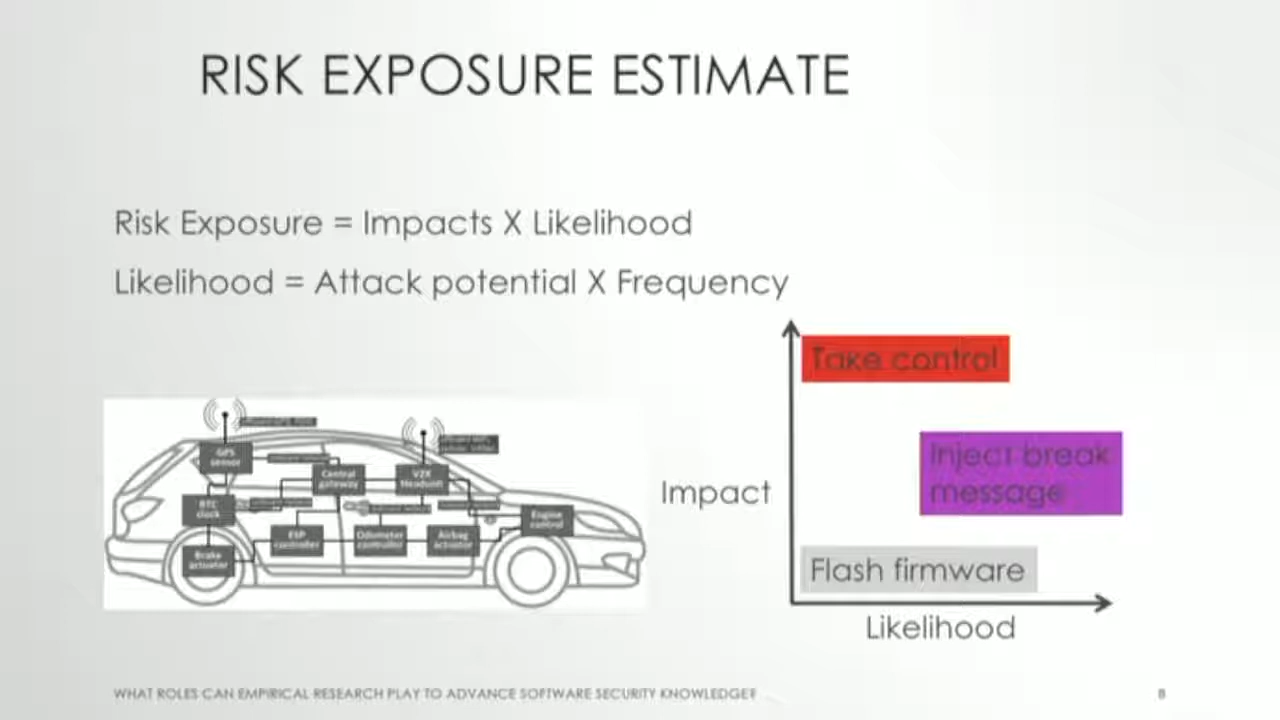 RISK EXPOSURE ESTIMATE
Risk Exposure = Impacts X Likelihood
Likelihood = Attack potential X Frequency
GPS
sensor
Central
gateway
V2X
Headunit
RTC
clock
ESP
controller
Odometer
controller
Airbag
actuator
Engine
control
Brake
actuator
Impact
Take control
Inject break
message
Flash firmware
Likelihood
WHAT ROLES CAN EMPIRICAL RESEARCH PLAY TO ADVANCE SOFTWARE SECURITY KNOWLEDGE?
8